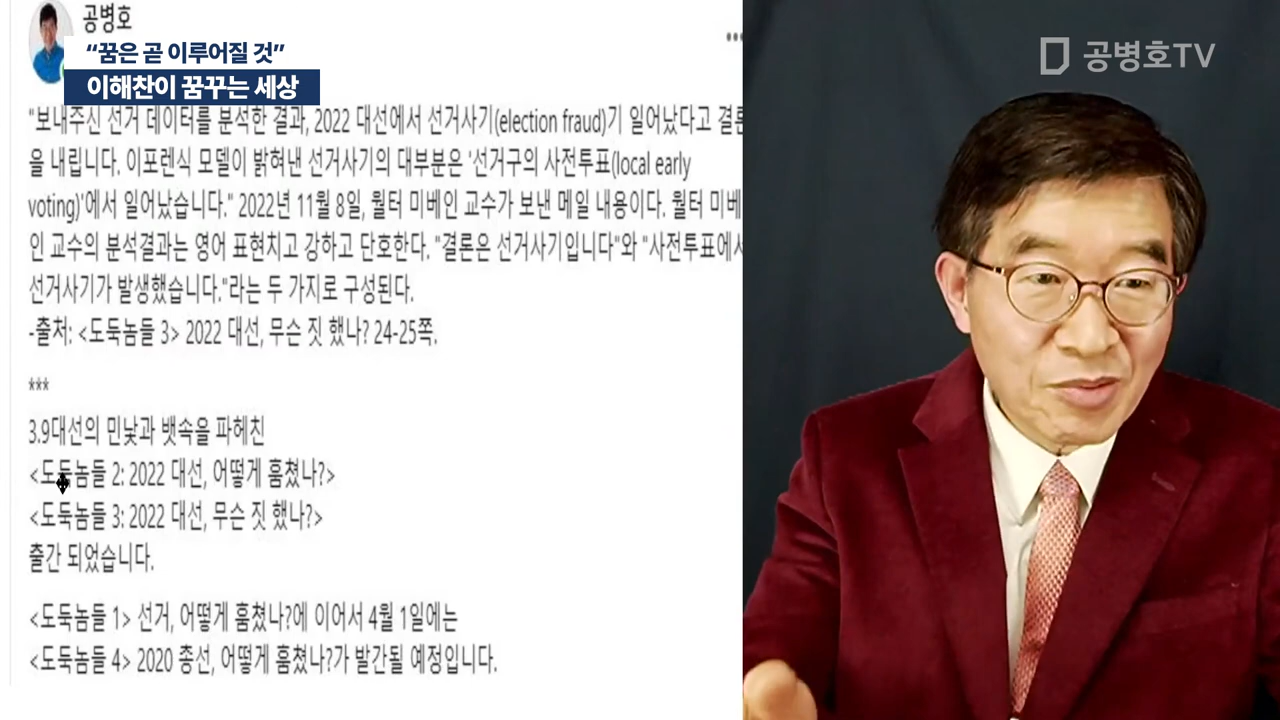 공병호
“꿈은 곧 이루어질 것”
이해찬이 꿈꾸는 세상
공병호TV
"보내주신 선거 데이터를 분석한 결과, 2022 대선에서 선거사기(election fraud)기 일어났다고 결론
을 내립니다. 이포렌식 모델이 밝혀낸 선거사기의 대부분은 '선거구의 사전투표(local early
voting)'에서 일어났습니다." 2022년 11월 8일, 월터 미베인 교수가 보낸 메일 내용이다. 월터 미베
인 교수의 분석결과는 영어 표현치고 강하고 단호한다. "결론은 선거사기입니다"와 "사전투표에서
선거사기가 발생했습니다."라는 두 가지로 구성된다.
-출처: <도둑놈들 3> 2022 대선, 무슨 짓 했나? 24-25쪽.
***
3.9대선의 민낯과 뱃속을 파헤친
<도둑놈들 2: 2022 대선, 어떻게 훔쳤나?>
<도둑놈들 3: 2022 대선, 무슨 짓 했나?>
출간 되었습니다.
<도둑놈들 1> 선거, 어떻게 훔쳤나?에 이어서 4월 1일에는
<도둑놈들 4> 2020 총선, 어떻게 훔쳤나?가 발간될 예정입니다.